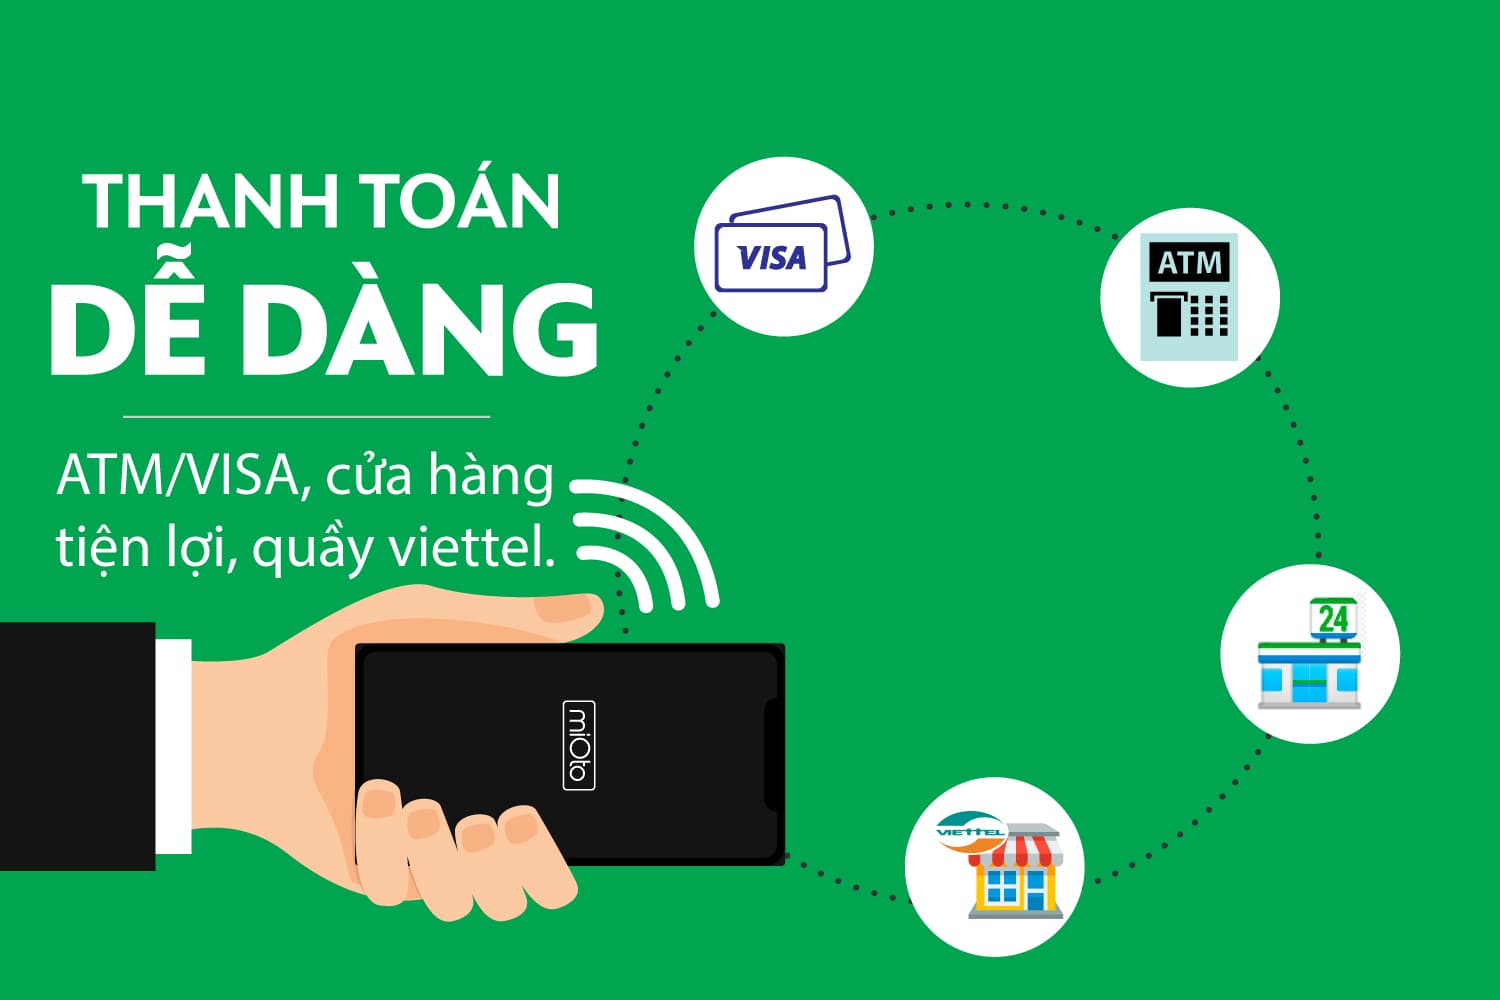 THANH TOÁN
DỄ DÀNG
ATM/VISA, cửa hàng
tiện lợi, quầy viettel.
VISA
ATM
24
VIETTEL
miOto